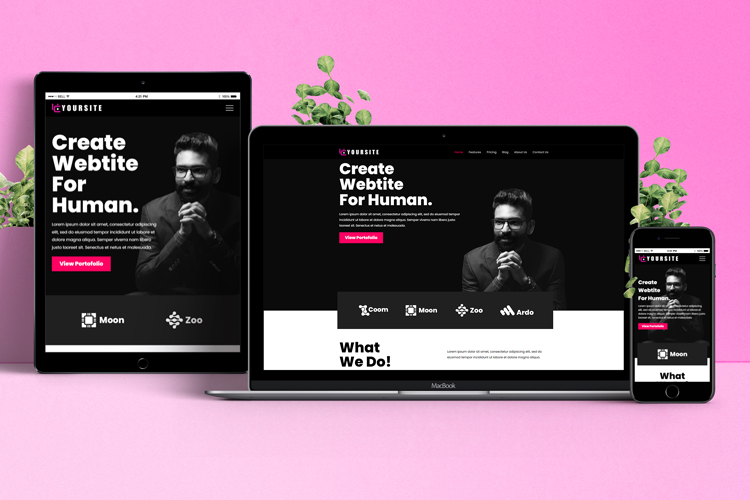 BELL
4:21 PM
100%
YOURSITE
Create
Webtite
For
Human.
Lorem ipsum dolor sit amet, consectetur adipiscing
elit, sed do eiusmod tempor incididunt ut labore et
dolore magna aliqua. Semper viverra nam libero
justo laoreet sit. Senectus et netus et malesuada.
View Portofolio
Moon
Zoo
YOURSITE
Home Features Pricing Blog About Us Contact Us
Create
Webtite
For Human.
Lorem ipsum dolor sit amet, consectetur adipiscing elit, sed do
eiusmod tempor incididunt ut labore et dolore magna aliqua.
Semper viverra nam libero justo laoreet sit. Senectus et netus et
malesuada.
View Portofolio
Coom
Moon
Zoo
Ardo
What
We Do!
Lorem ipsum dolor sit amet, consectetur adipiscing elit,
sed do eiusmod tempor incididunt ut labore et dolore
magna aliqua.
MacBook
YOURSITE
Create
Webtite
For Human.
View Portofolio
Moon
What